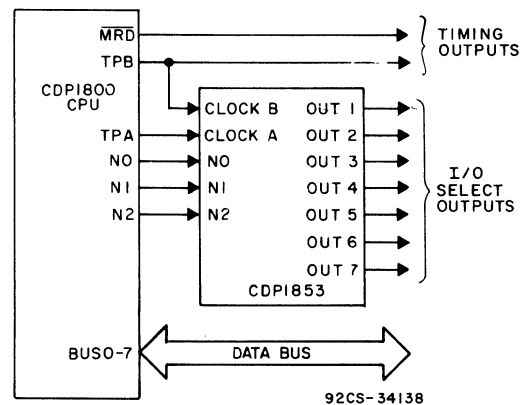 MRD
TPB
TIMING
OUTPUTS
CDP1800
CPU
CLOCK B OUT 1
TPA CLOCK A OUT 2
N0 N0 OUT 3
N1 N1 OUT 4
N2 N2 OUT 5
OUT 6
OUT 7
I/O
SELECT
OUTPUTS
CDP1853
BUS0-7
DATA BUS
92CS-34138